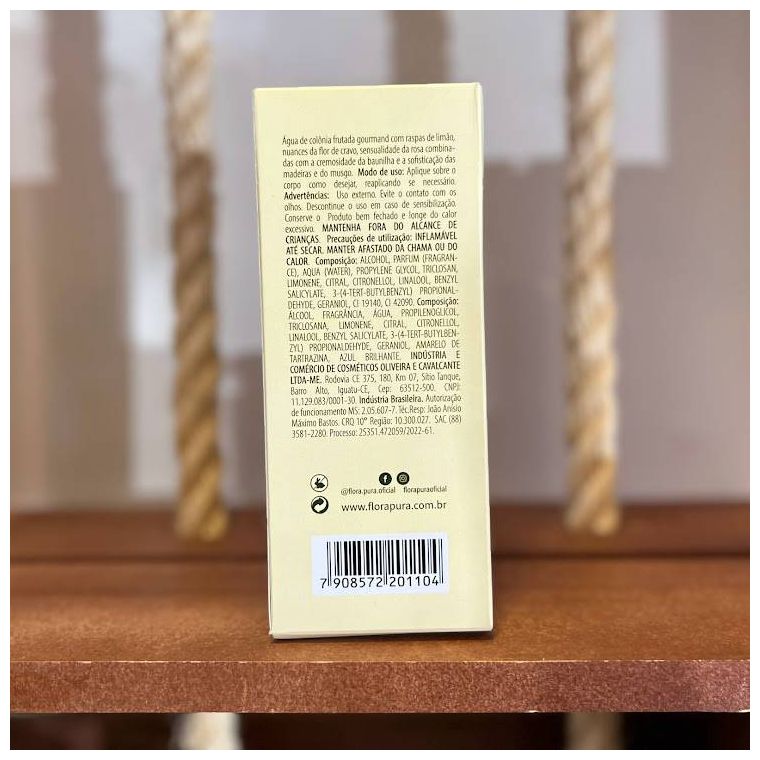 Água de colônia frutada gourmand com raspas de limão,
nuances da flor de cravo, sensualidade da rosa combina-
das com a cremosidade da baunilha e a sofisticação das
madeiras e do musgo. Modo de uso: Aplique sobre o
corpo como desejar, reaplicando se necessário.
Advertências: Uso externo. Evite o contato com os
olhos. Descontinue o uso em caso de sensibilização.
Conserve o Produto bem fechado e longe do calor
excessivo. MANTENHA FORA DO ALCANCE DE
CRIANÇAS. Precauções de utilização: INFLAMÁVEL
ATÉ SECAR. MANTER AFASTADO DA CHAMA OU DO
CALOR. Composição: ALCOHOL, PARFUM (FRAGRAN-
CE), AQUA (WATER), PROPYLENE GLYCOL, TRICLOSAN,
LIMONENE, CITRAL, CITRONELLOL, LINALOOL, BENZYL
SALICYLATE, 3-(4-TERT-BUTYLBENZYL) PROPIONAL-
DEHYDE, GERANIOL, CI 19140, CI 42090. Composição:
ÁLCOOL, FRAGRÂNCIA, ÁGUA, PROPILENOGLICOL,
TRICLOSANA, LIMONENE, CITRAL, CITRONELLOL,
LINALOOL, BENZYL SALICYLATE, 3-(4-TERT-BUTYLBEN-
ZYL) PROPIONALDEHYDE, GERANIOL, AMARELO DE
TARTRAZINA, AZUL BRILHANTE. INDÚSTRIA E
COMÉRCIO DE COSMÉTICOS OLIVEIRA E CAVALCANTE
LTDA-ME. Rodovia CE 375, 180, Km 07, Sítio Tanque,
Barro Alto, Iguatu-CE, Cep: 63512-500. CNPJ:
11.129.083/0001-30. Indústria Brasileira. Autorização
de funcionamento MS: 2.05.607-7. Téc.Resp: João Anisio
Máximo Bastos. CRQ 10° Região: 10.300.027. SAC (88)
3581-2280. Processo: 25351.472059/2022-61.
@flora.pura.oficial florapuraoficial
www.florapura.com.br
7 908572 201104